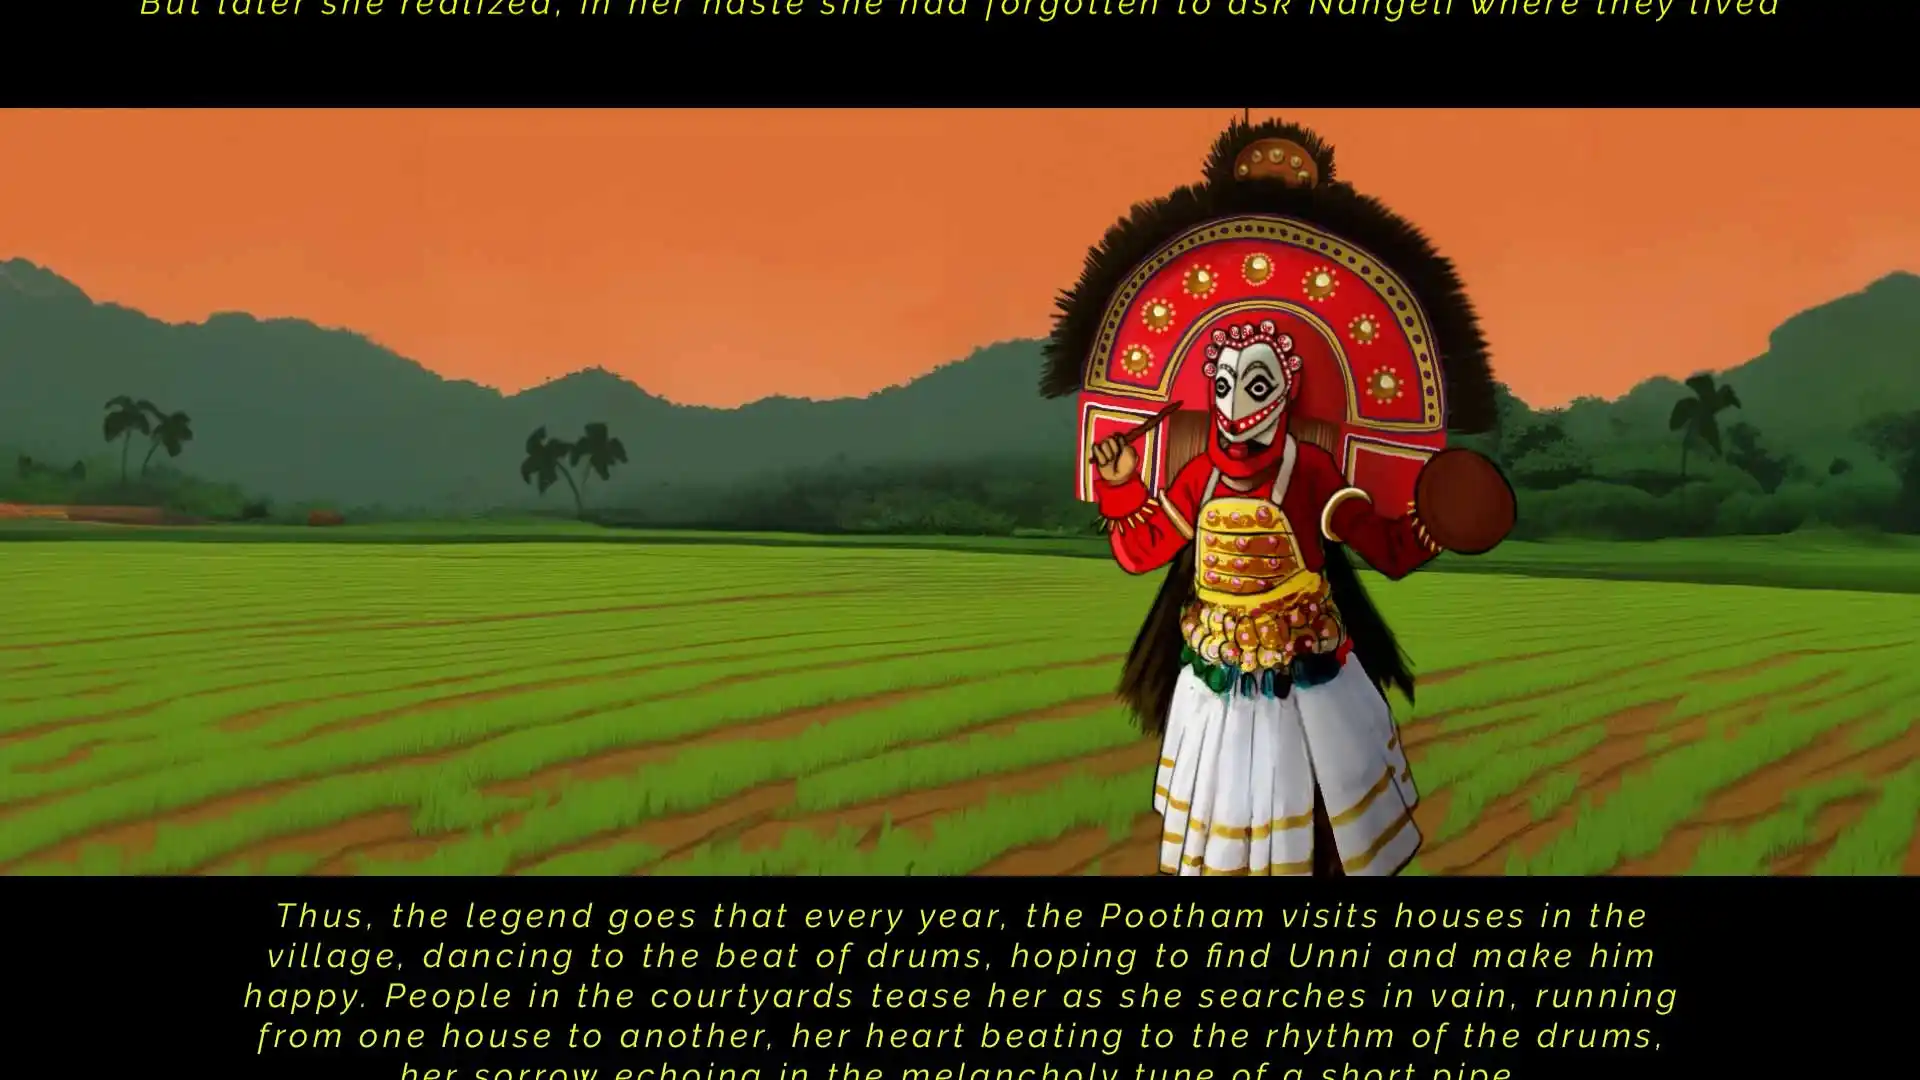 But later she realized, in her haste she had forgotten to ask Nangeli where they lived
Thus, the legend goes that every year, the Pootham visits houses in the
village, dancing to the beat of drums, hoping to find Unni and make him
happy. People in the courtyards tease her as she searches in vain, running
from one house to another, her heart beating to the rhythm of the drums,
her sorrow echoing in the melancholy tune of a short pipe